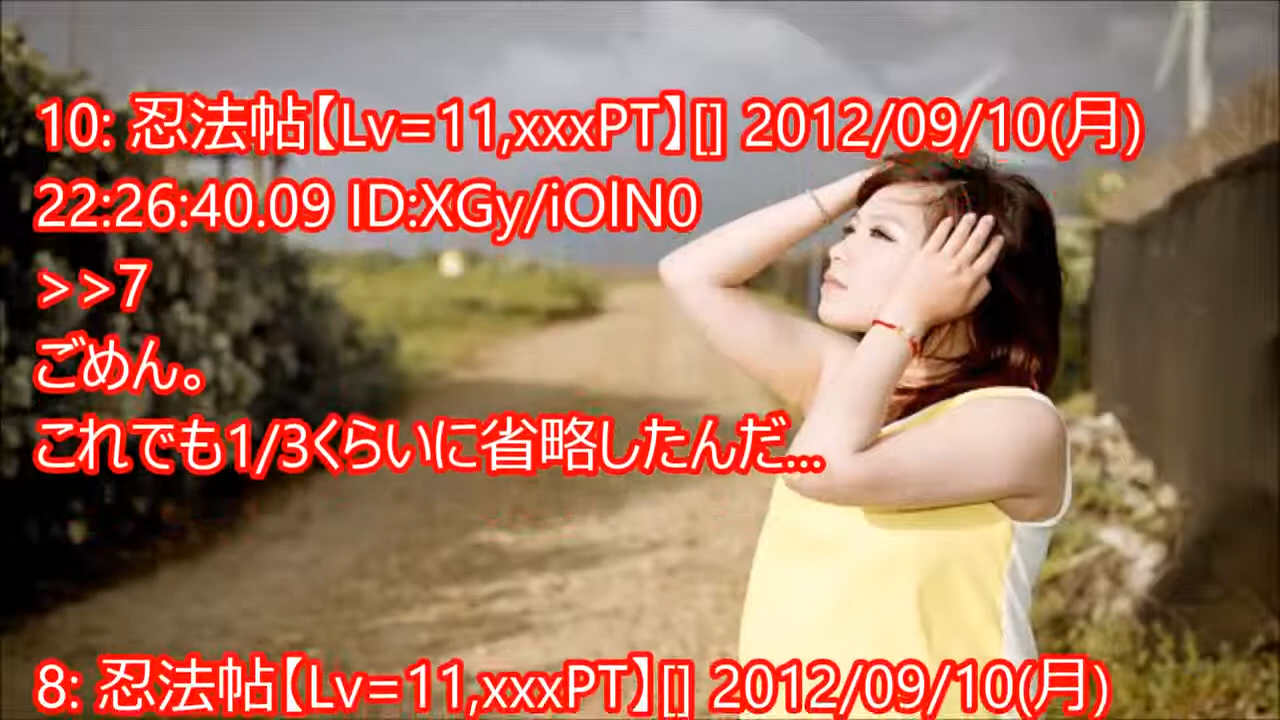 10: 忍法帖【Lv=11,xxxPT】[] 2012/09/10(月)
22:26:40.09 ID:XGy/iOlN0
>>7
ごめん。
これでも1/3くらいに省略したんだ...
8: 忍法帖【Lv=11,xxxPT】[] 2012/09/10(月)